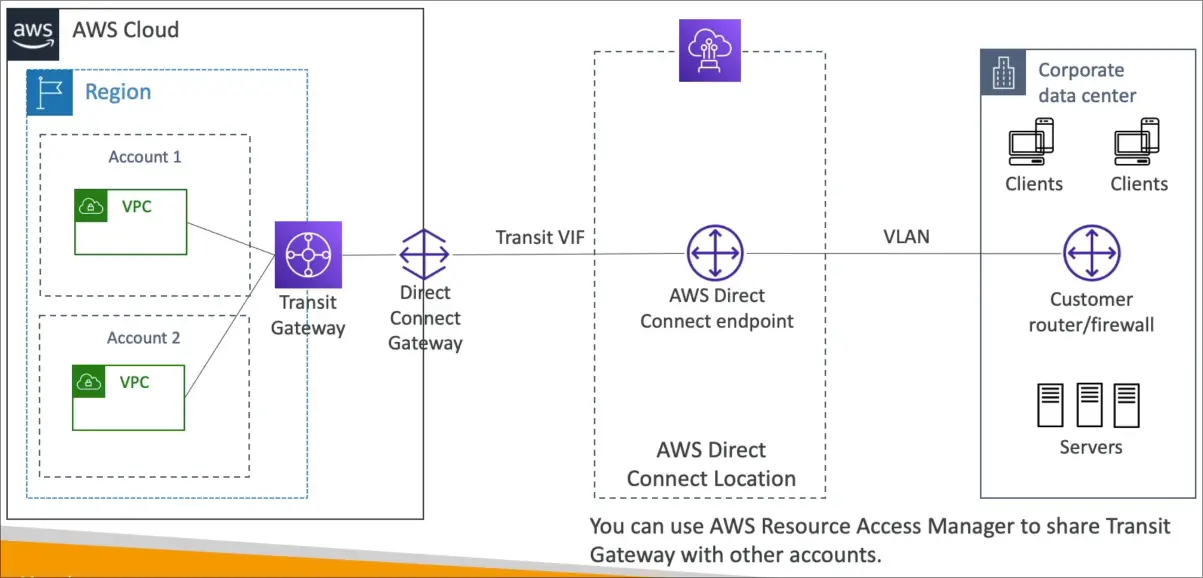 aws
AWS Cloud
Region
Account 1
VPC
Transit
Gateway
Account 2
VPC
Direct
Connect
Gateway
Transit VIF
AWS Direct
Connect endpoint
AWS Direct
Connect Location
VLAN
Corporate
data center
Clients
Clients
Customer
router/firewall
Servers
You can use AWS Resource Access Manager to share Transit
Gateway with other accounts.